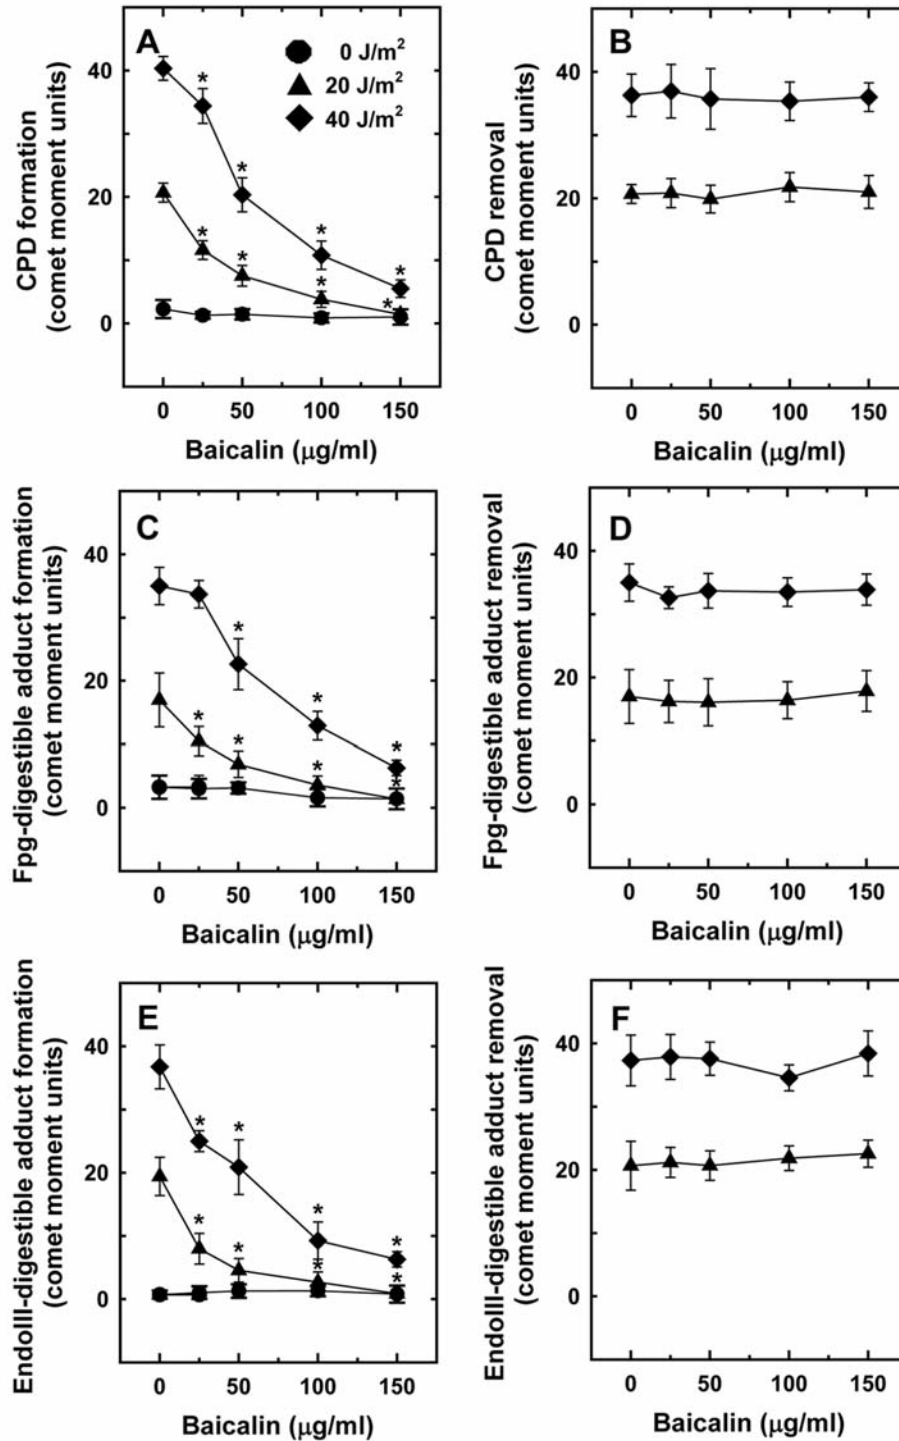 A
0 J/m²
20 J/m²
40 J/m²
CPD formation
(comet moment units)
40
20
0
*
*
*
*
*
*
*
*
0 50 100 150
Baicalin (μg/ml)
B
CPD removal
(comet moment units)
40
20
0
0 50 100 150
Baicalin (μg/ml)
C
Fpg-digestible adduct formation
(comet moment units)
40
20
0
*
*
*
*
*
*
*
0 50 100 150
Baicalin (μg/ml)
D
Fpg-digestible adduct removal
(comet moment units)
40
20
0
0 50 100 150
Baicalin (μg/ml)
E
EndoIII-digestible adduct formation
(comet moment units)
40
20
0
*
*
*
*
*
*
*
*
0 50 100 150
Baicalin (μg/ml)
F
EndoIII-digestible adduct removal
(comet moment units)
40
20
0
0 50 100 150
Baicalin (μg/ml)